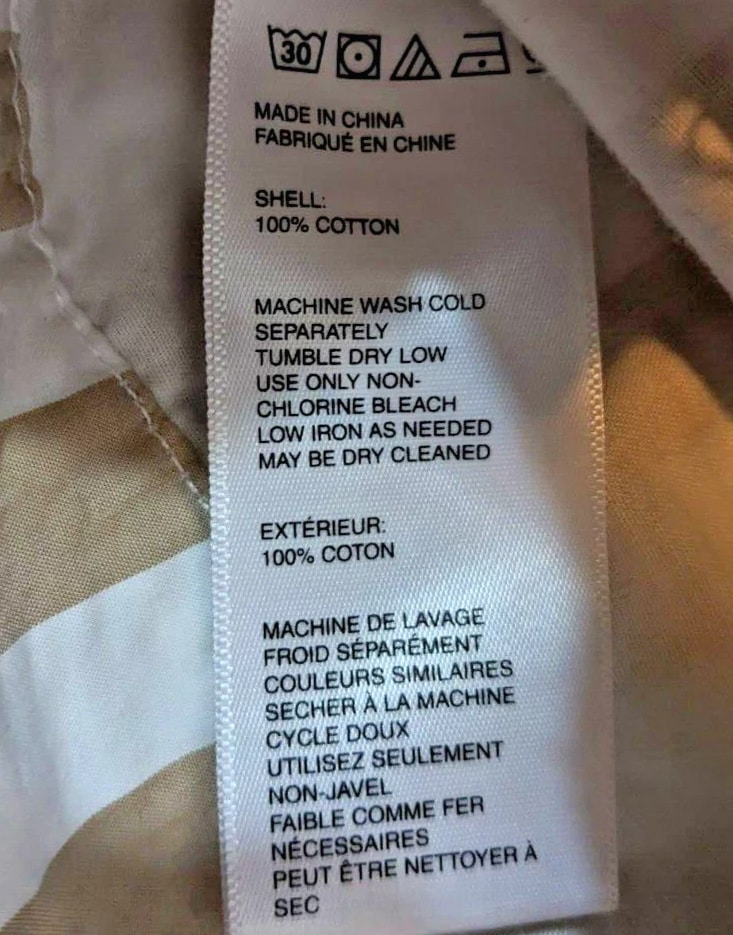 30
MADE IN CHINA
FABRIQUÉ EN CHINE
SHELL:
100% COTTON
MACHINE WASH COLD
SEPARATELY
TUMBLE DRY LOW
USE ONLY NON-
CHLORINE BLEACH
LOW IRON AS NEEDED
MAY BE DRY CLEANED
EXTÉRIEUR:
100% COTON
MACHINE DE LAVAGE
FROID SÉPARÉMENT
COULEURS SIMILAIRES
SECHER À LA MACHINE
CYCLE DOUX
UTILISEZ SEULEMENT
NON-JAVEL
FAIBLE COMME FER
NÉCESSAIRES
PEUT ÊTRE NETTOYER À
SEC